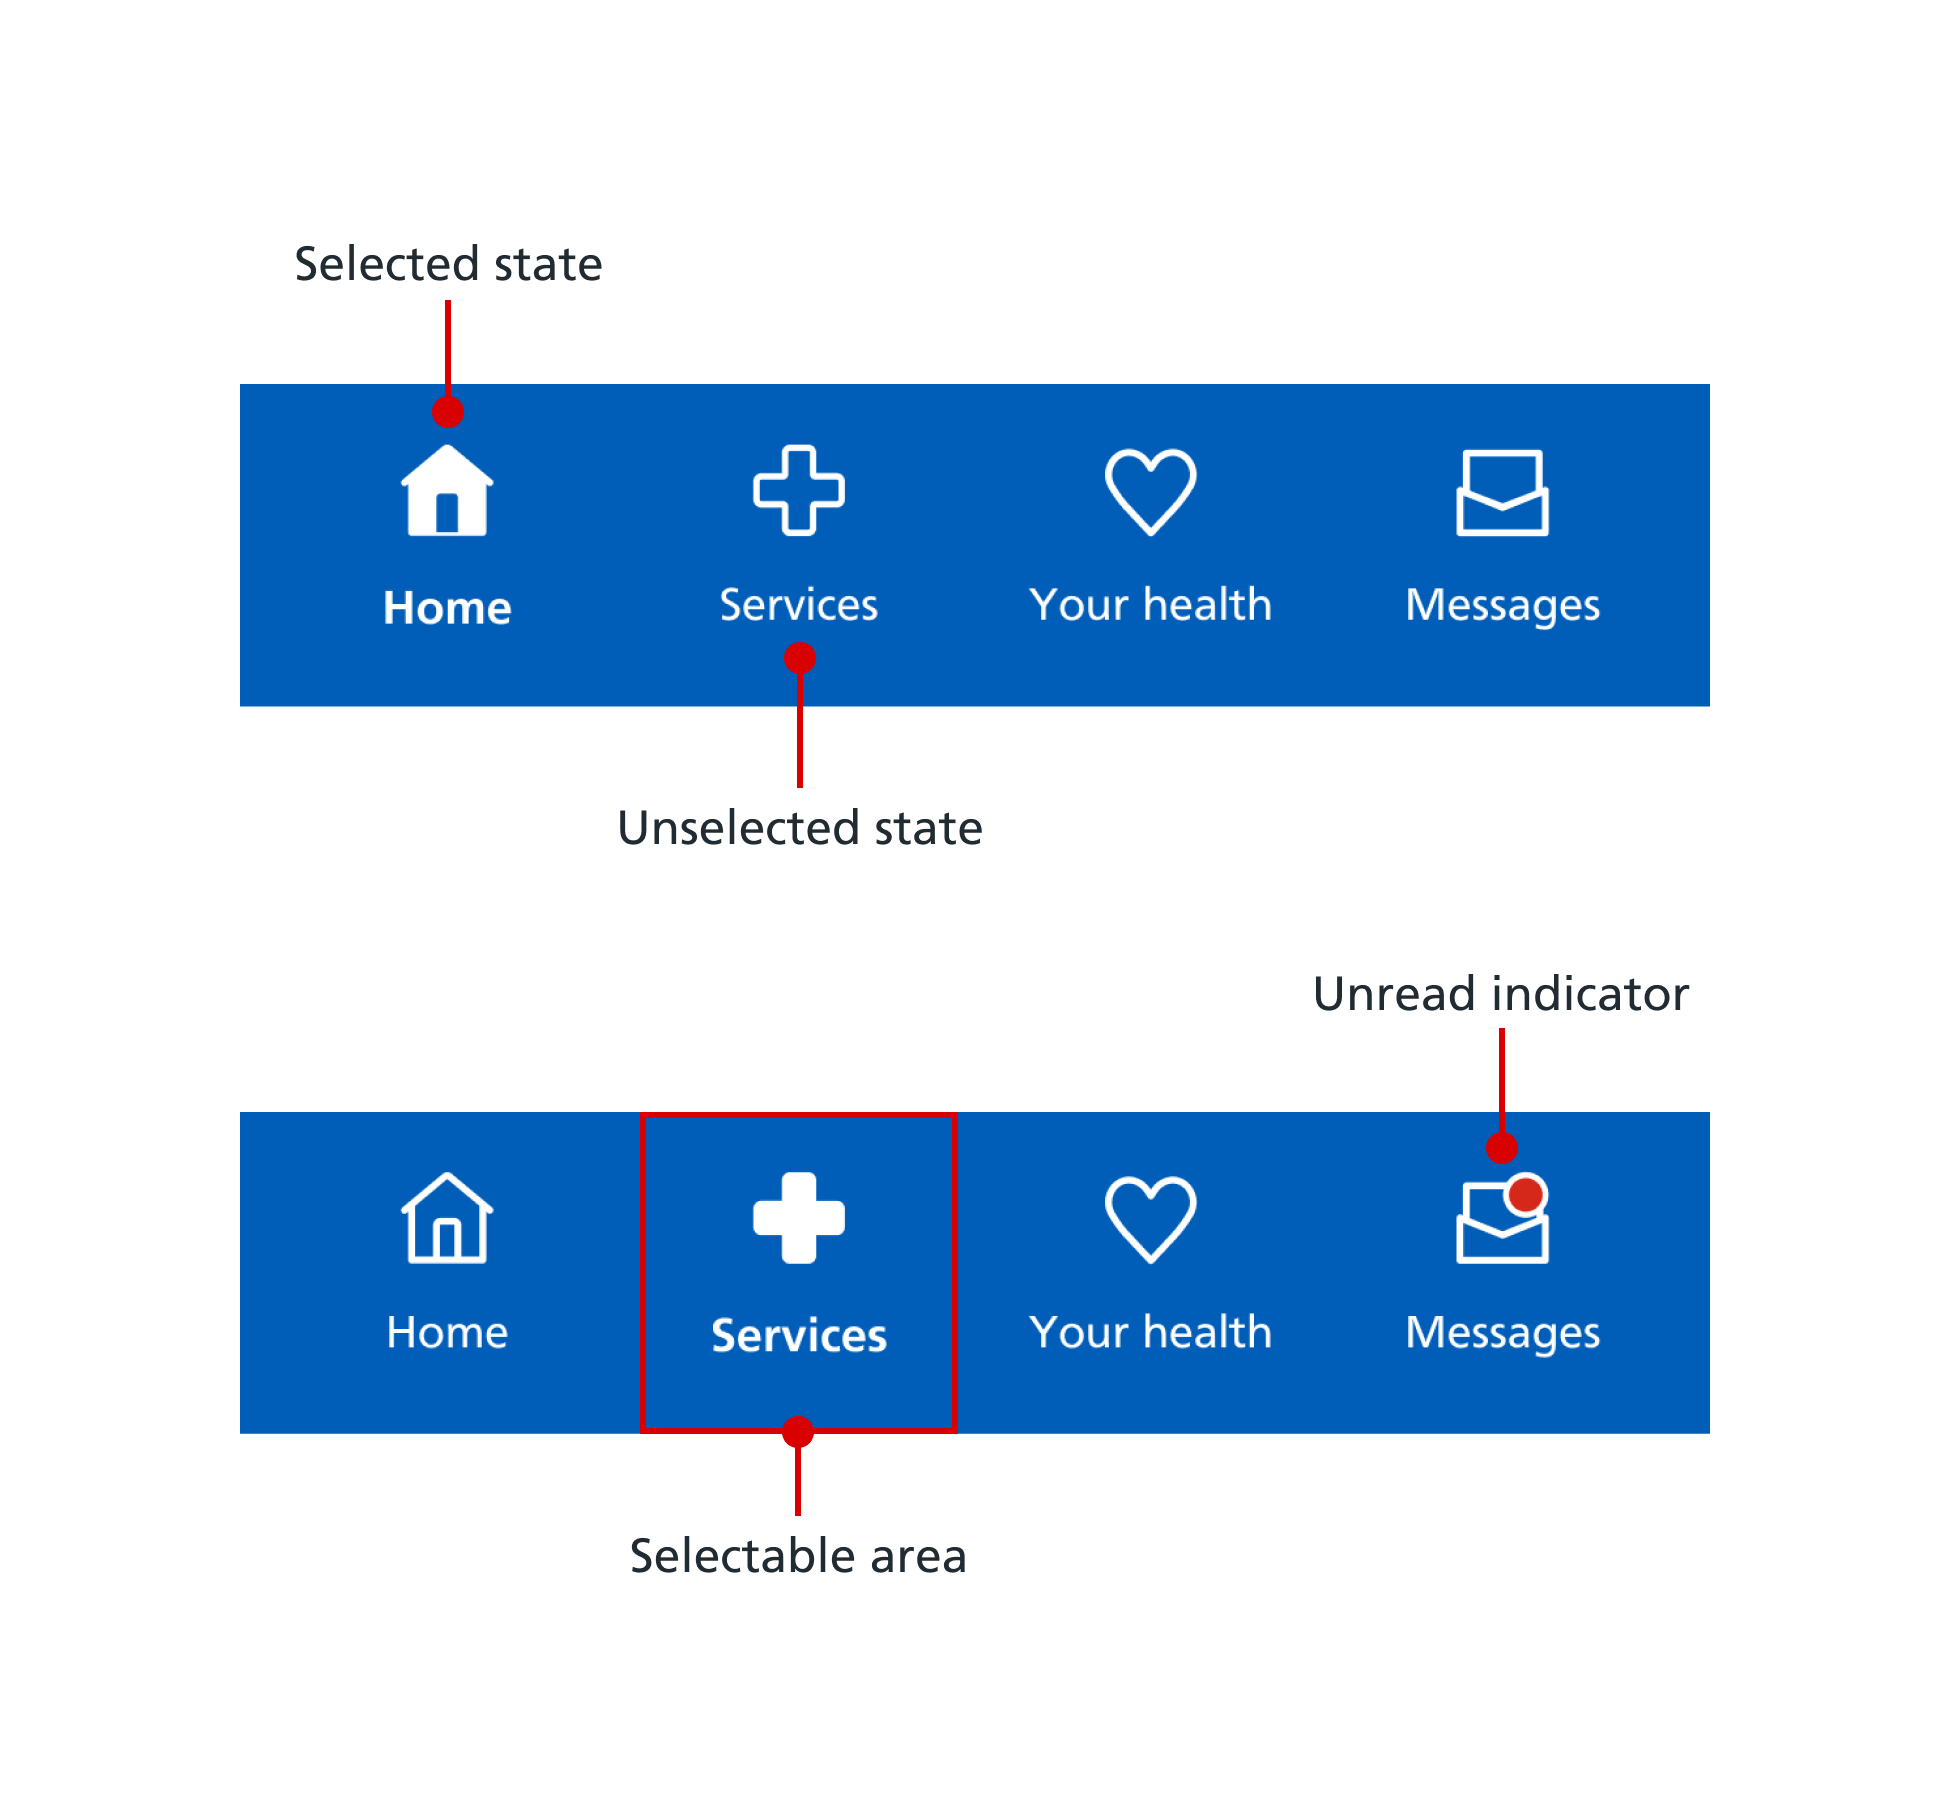 Selected state
Home
Services
Your health
Messages
Unselected state
Unread indicator
Home
Services
Your health
Messages
Selectable area